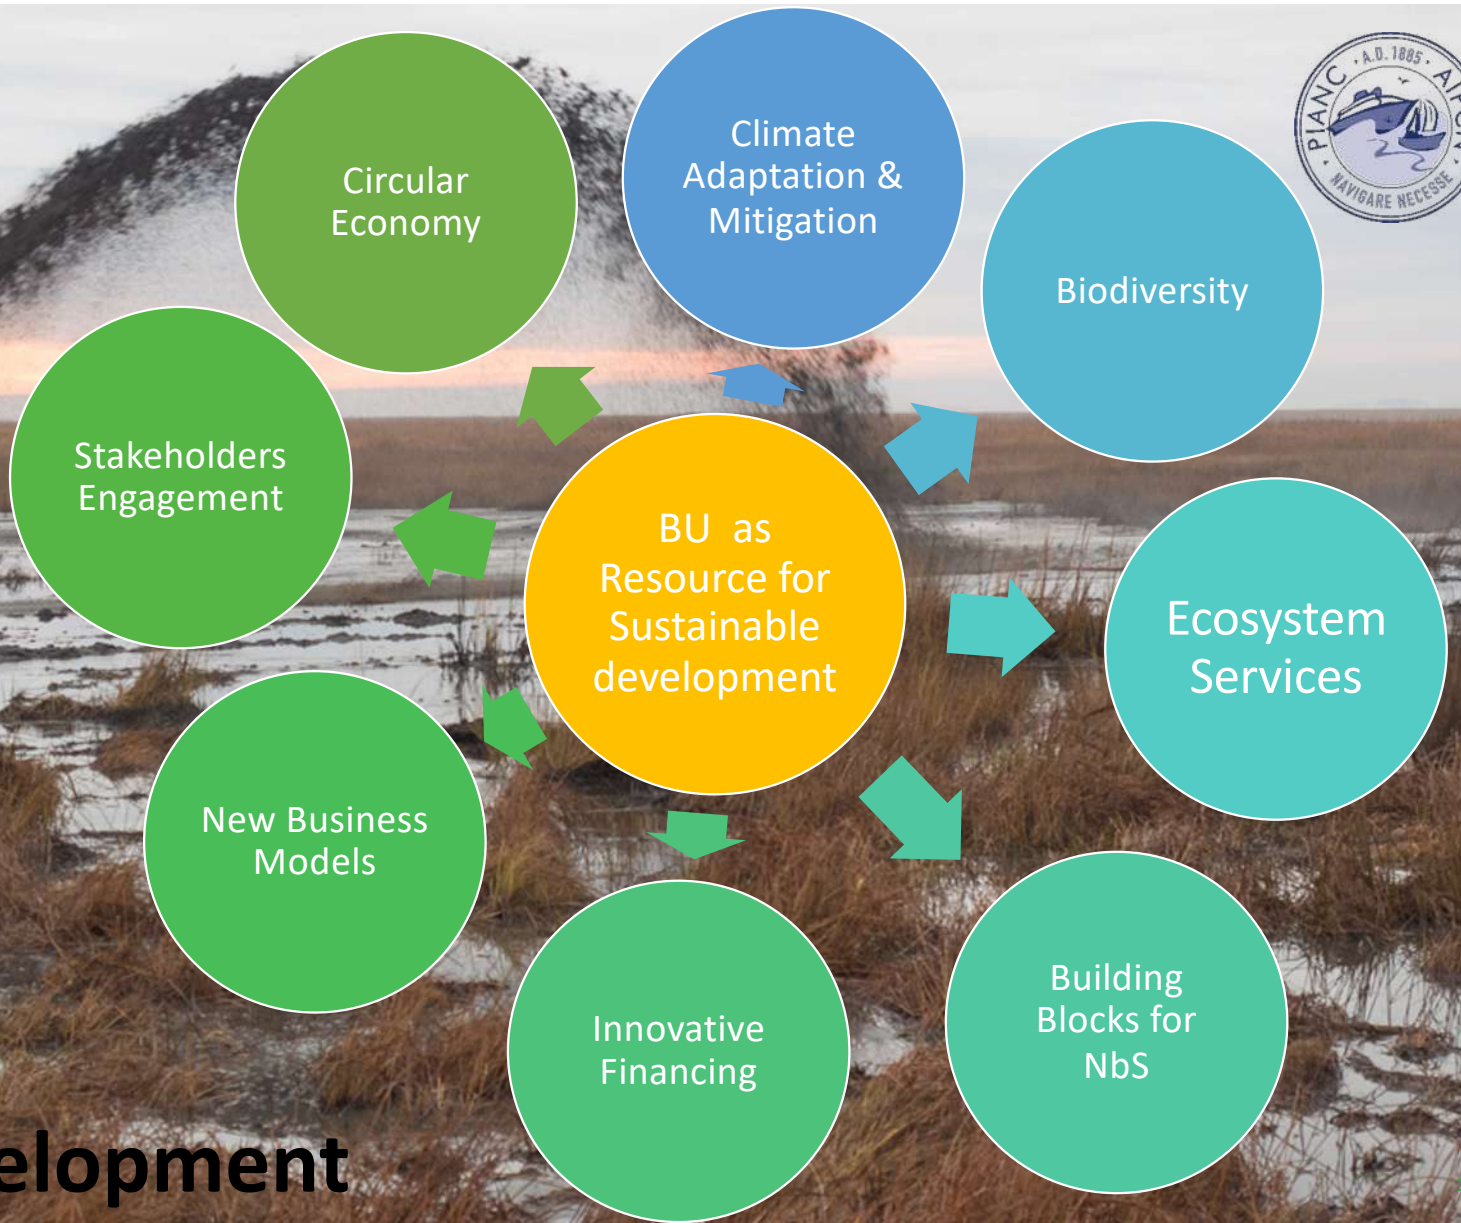 Climate
Adaptation &
Mitigation
Circular
Economy
· A.D. 1885 ·
PIANC
NAVIGARE NECESSE
Biodiversity
Stakeholders
Engagement
BU as
Resource for
Sustainable
development
Ecosystem
Services
New Business
Models
Building
Blocks for
NbS
Innovative
Financing
elopment